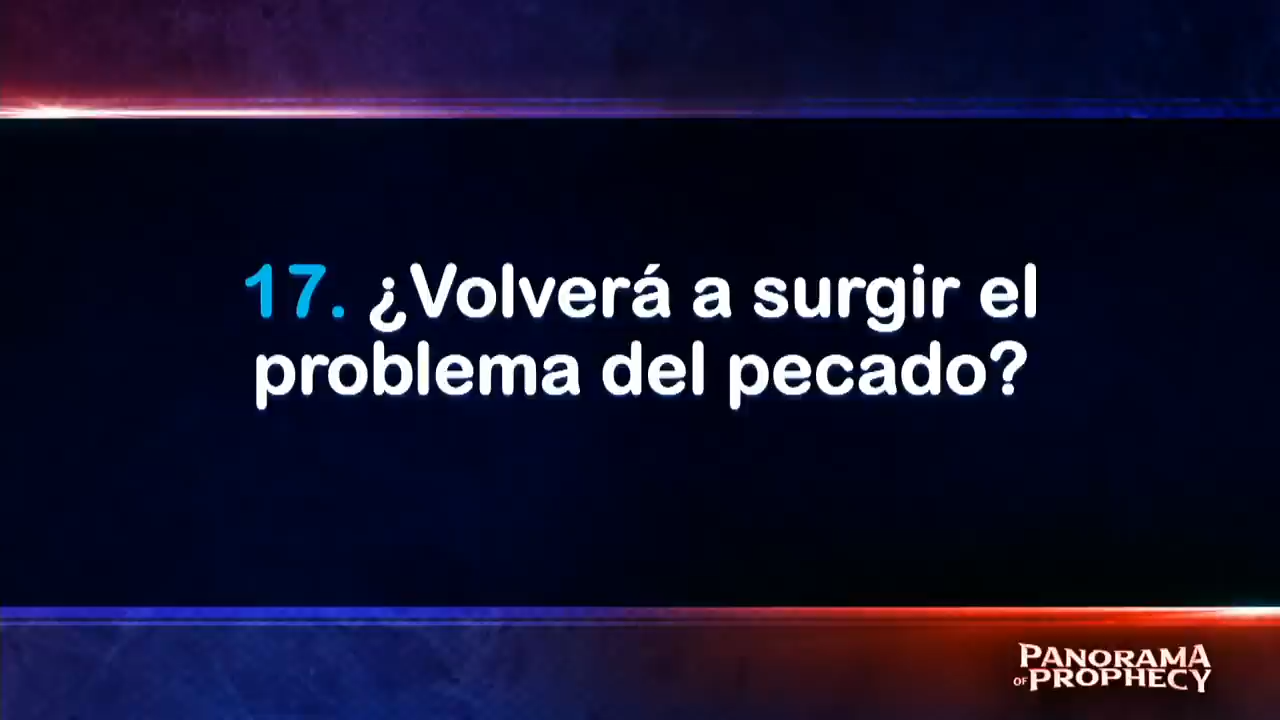 17. ¿Volverá a surgir el
problema del pecado?
PANORAMA
OF PROPHECY